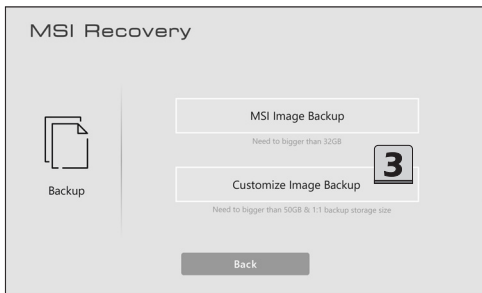 MSI Recovery
MSI Image Backup
Need to bigger than 32GB
3
Backup
Customize Image Backup
Need to bigger than 50GB & 1:1 backup storage size
Back